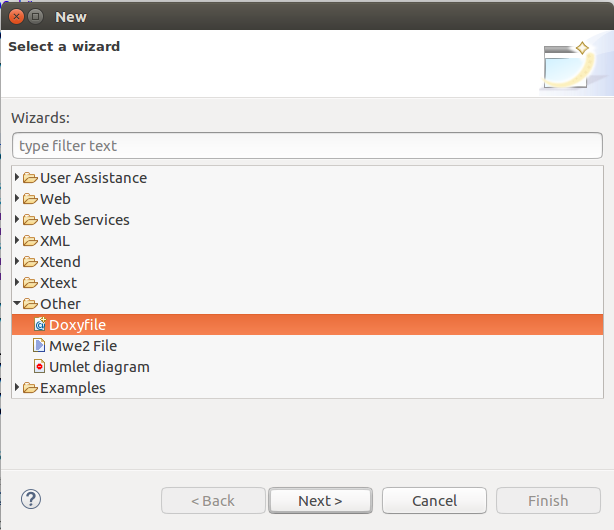 New
Select a wizard
Wizards:
type filter text
User Assistance
Web
Web Services
XML
Xtend
Xtext
Other
Doxyfile
Mwe2 File
Umlet diagram
Examples
? < Back Next > Cancel Finish